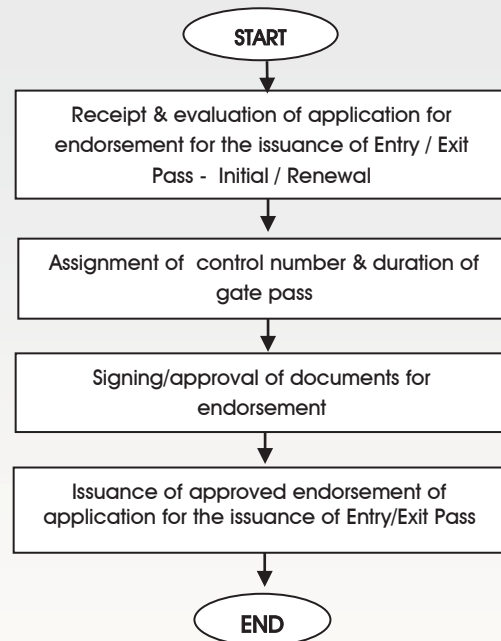 START
Receipt & evaluation of application for
endorsement for the issuance of Entry / Exit
Pass - Initial / Renewal
Assignment of control number & duration of
gate pass
Signing/approval of documents for
endorsement
Issuance of approved endorsement of
application for the issuance of Entry/Exit Pass
END